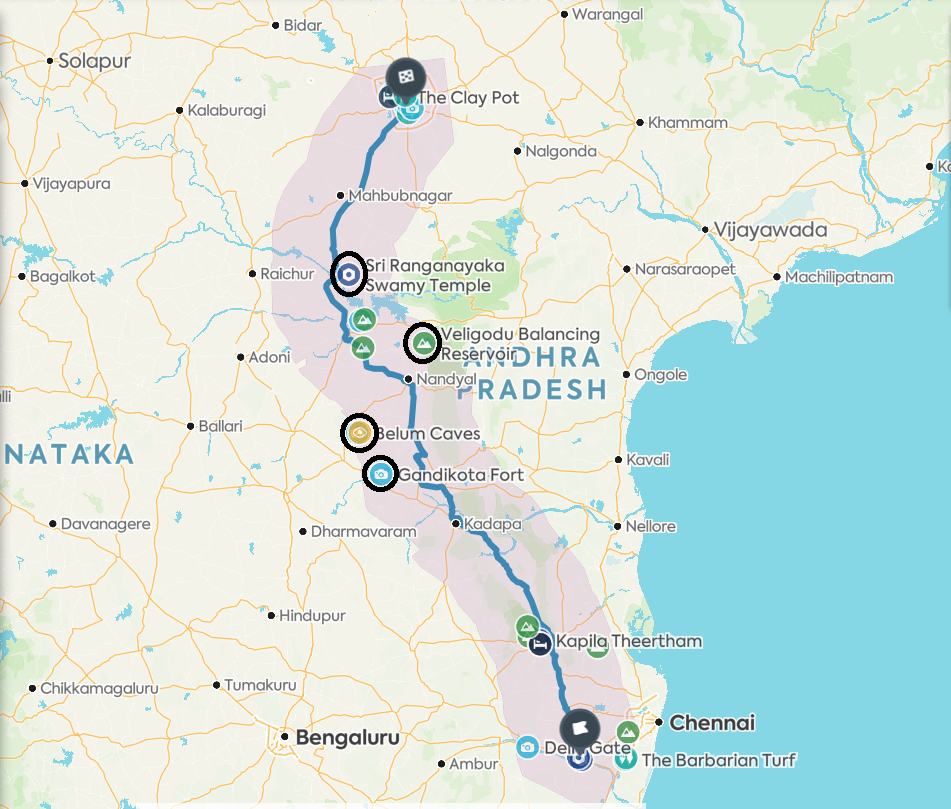 Bidar
Warangal
Solapur
The Clay Pot
Kalaburagi
Khammam
Nalgonda
Vijayapura
Mahbubnagar
Vijayawada
Sri Ranganayaka
Swamy Temple
Raichur
Bagalkot
Narasaraopet
Machilipatnam
Veligodu Balancing
Reservoir
ANDHRA
PRADESH
Adoni
Nandyal
Ongole
Ballari
Belum Caves
NATAKA
Kavali
Gandikota Fort
Davanagere
Dharmavaram
Kadapa
Nellore
Hindupur
Kapila Theertham
Chikkamagaluru
Tumakuru
Chennai
Bengaluru
Delhi Gate
Ambur
The Barbarian Turf